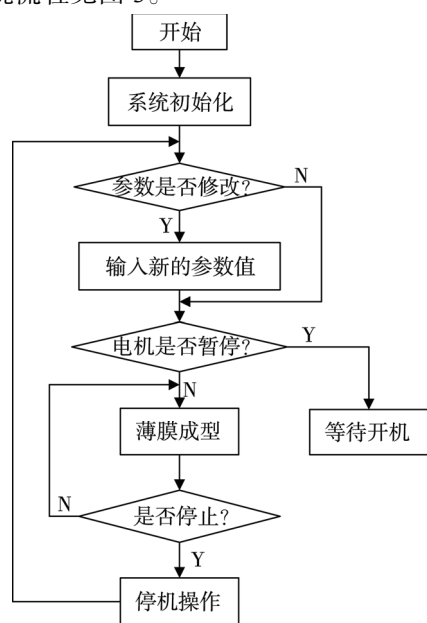 开始
系统初始化
参数是否修改?
N
Y
输入新的参数值
电机是否暂停?
Y
N
薄膜成型
等待开机
N
是否停止?
Y
停机操作